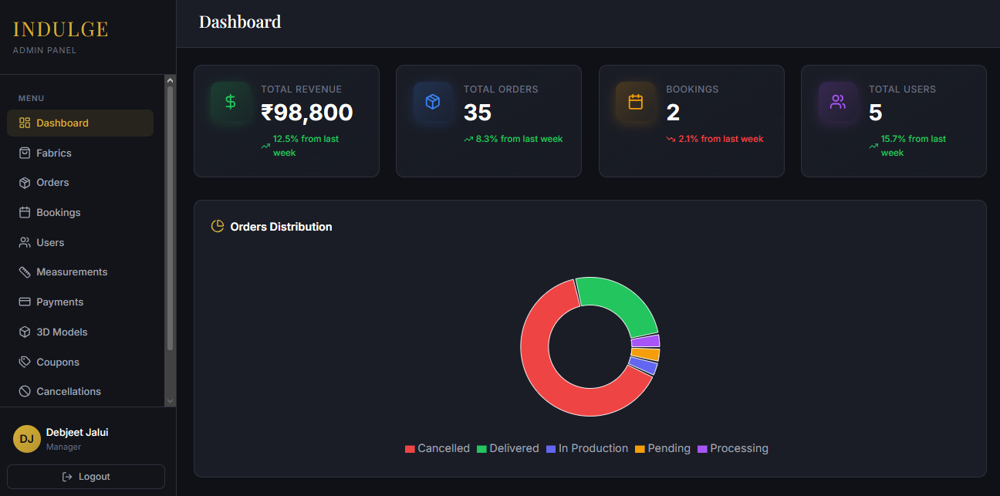 INDULGE
ADMIN PANEL
MENU
Dashboard
Fabrics
Orders
Bookings
Users
Measurements
Payments
3D Models
Coupons
Cancellations
DJ
Debjeet Jalui
Manager
Logout
Dashboard
TOTAL REVENUE
₹98,800
12.5% from last
week
TOTAL ORDERS
35
8.3% from last week
BOOKINGS
2
2.1% from last week
TOTAL USERS
5
15.7% from last
week
Orders Distribution
Cancelled Delivered In Production Pending Processing